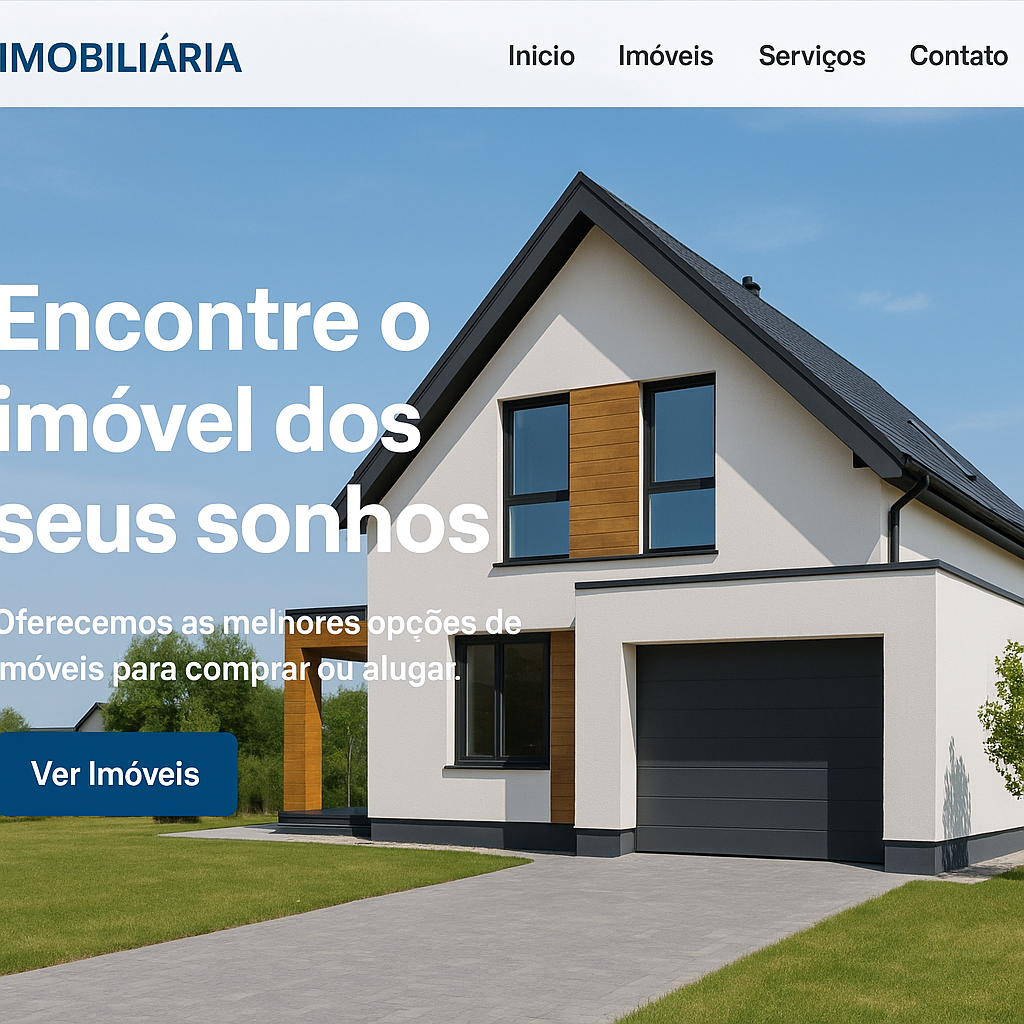 IMOBILIÁRIA
Inicio Imóveis Serviços Contato
Encontre o
imóvel dos
seus sonhos
Oferecemos as melhores opções de
imóveis para comprar ou alugar.
Ver Imóveis